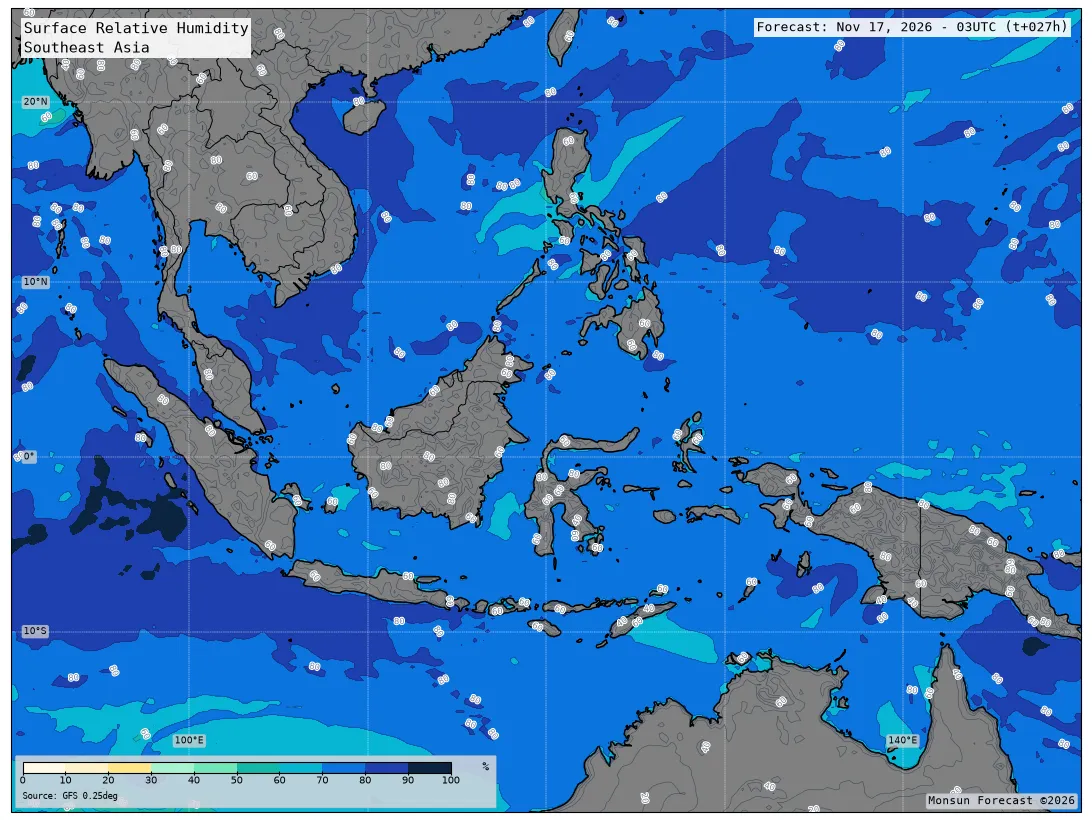 Surface Relative Humidity
Southeast Asia
Forecast: Nov 17, 2026 - 03UTC (t+027h)
20°N
10°N
0°
10°S
100°E
140°E
0 10 20 30 40 50 60 70 80 90 100
%
Source: GFS 0.25deg
Monsun Forecast ©2026